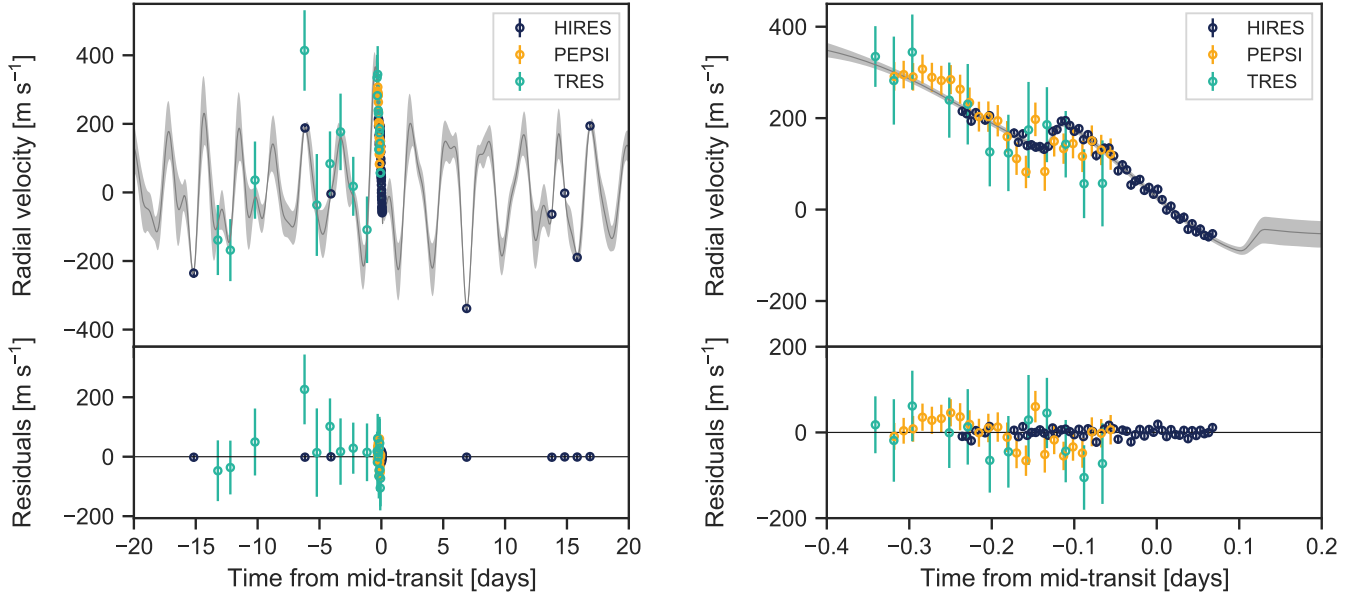 Radial velocity [m s⁻¹]
400
200
0
−200
−400
HIRES
PEPSI
TRES
Residuals [m s⁻¹]
200
0
−200
−20 −15 −10 −5 0 5 10 15 20
Time from mid-transit [days]
Radial velocity [m s⁻¹]
400
200
0
−200
HIRES
PEPSI
TRES
Residuals [m s⁻¹]
200
0
−200
−0.4 −0.3 −0.2 −0.1 0.0 0.1 0.2
Time from mid-transit [days]